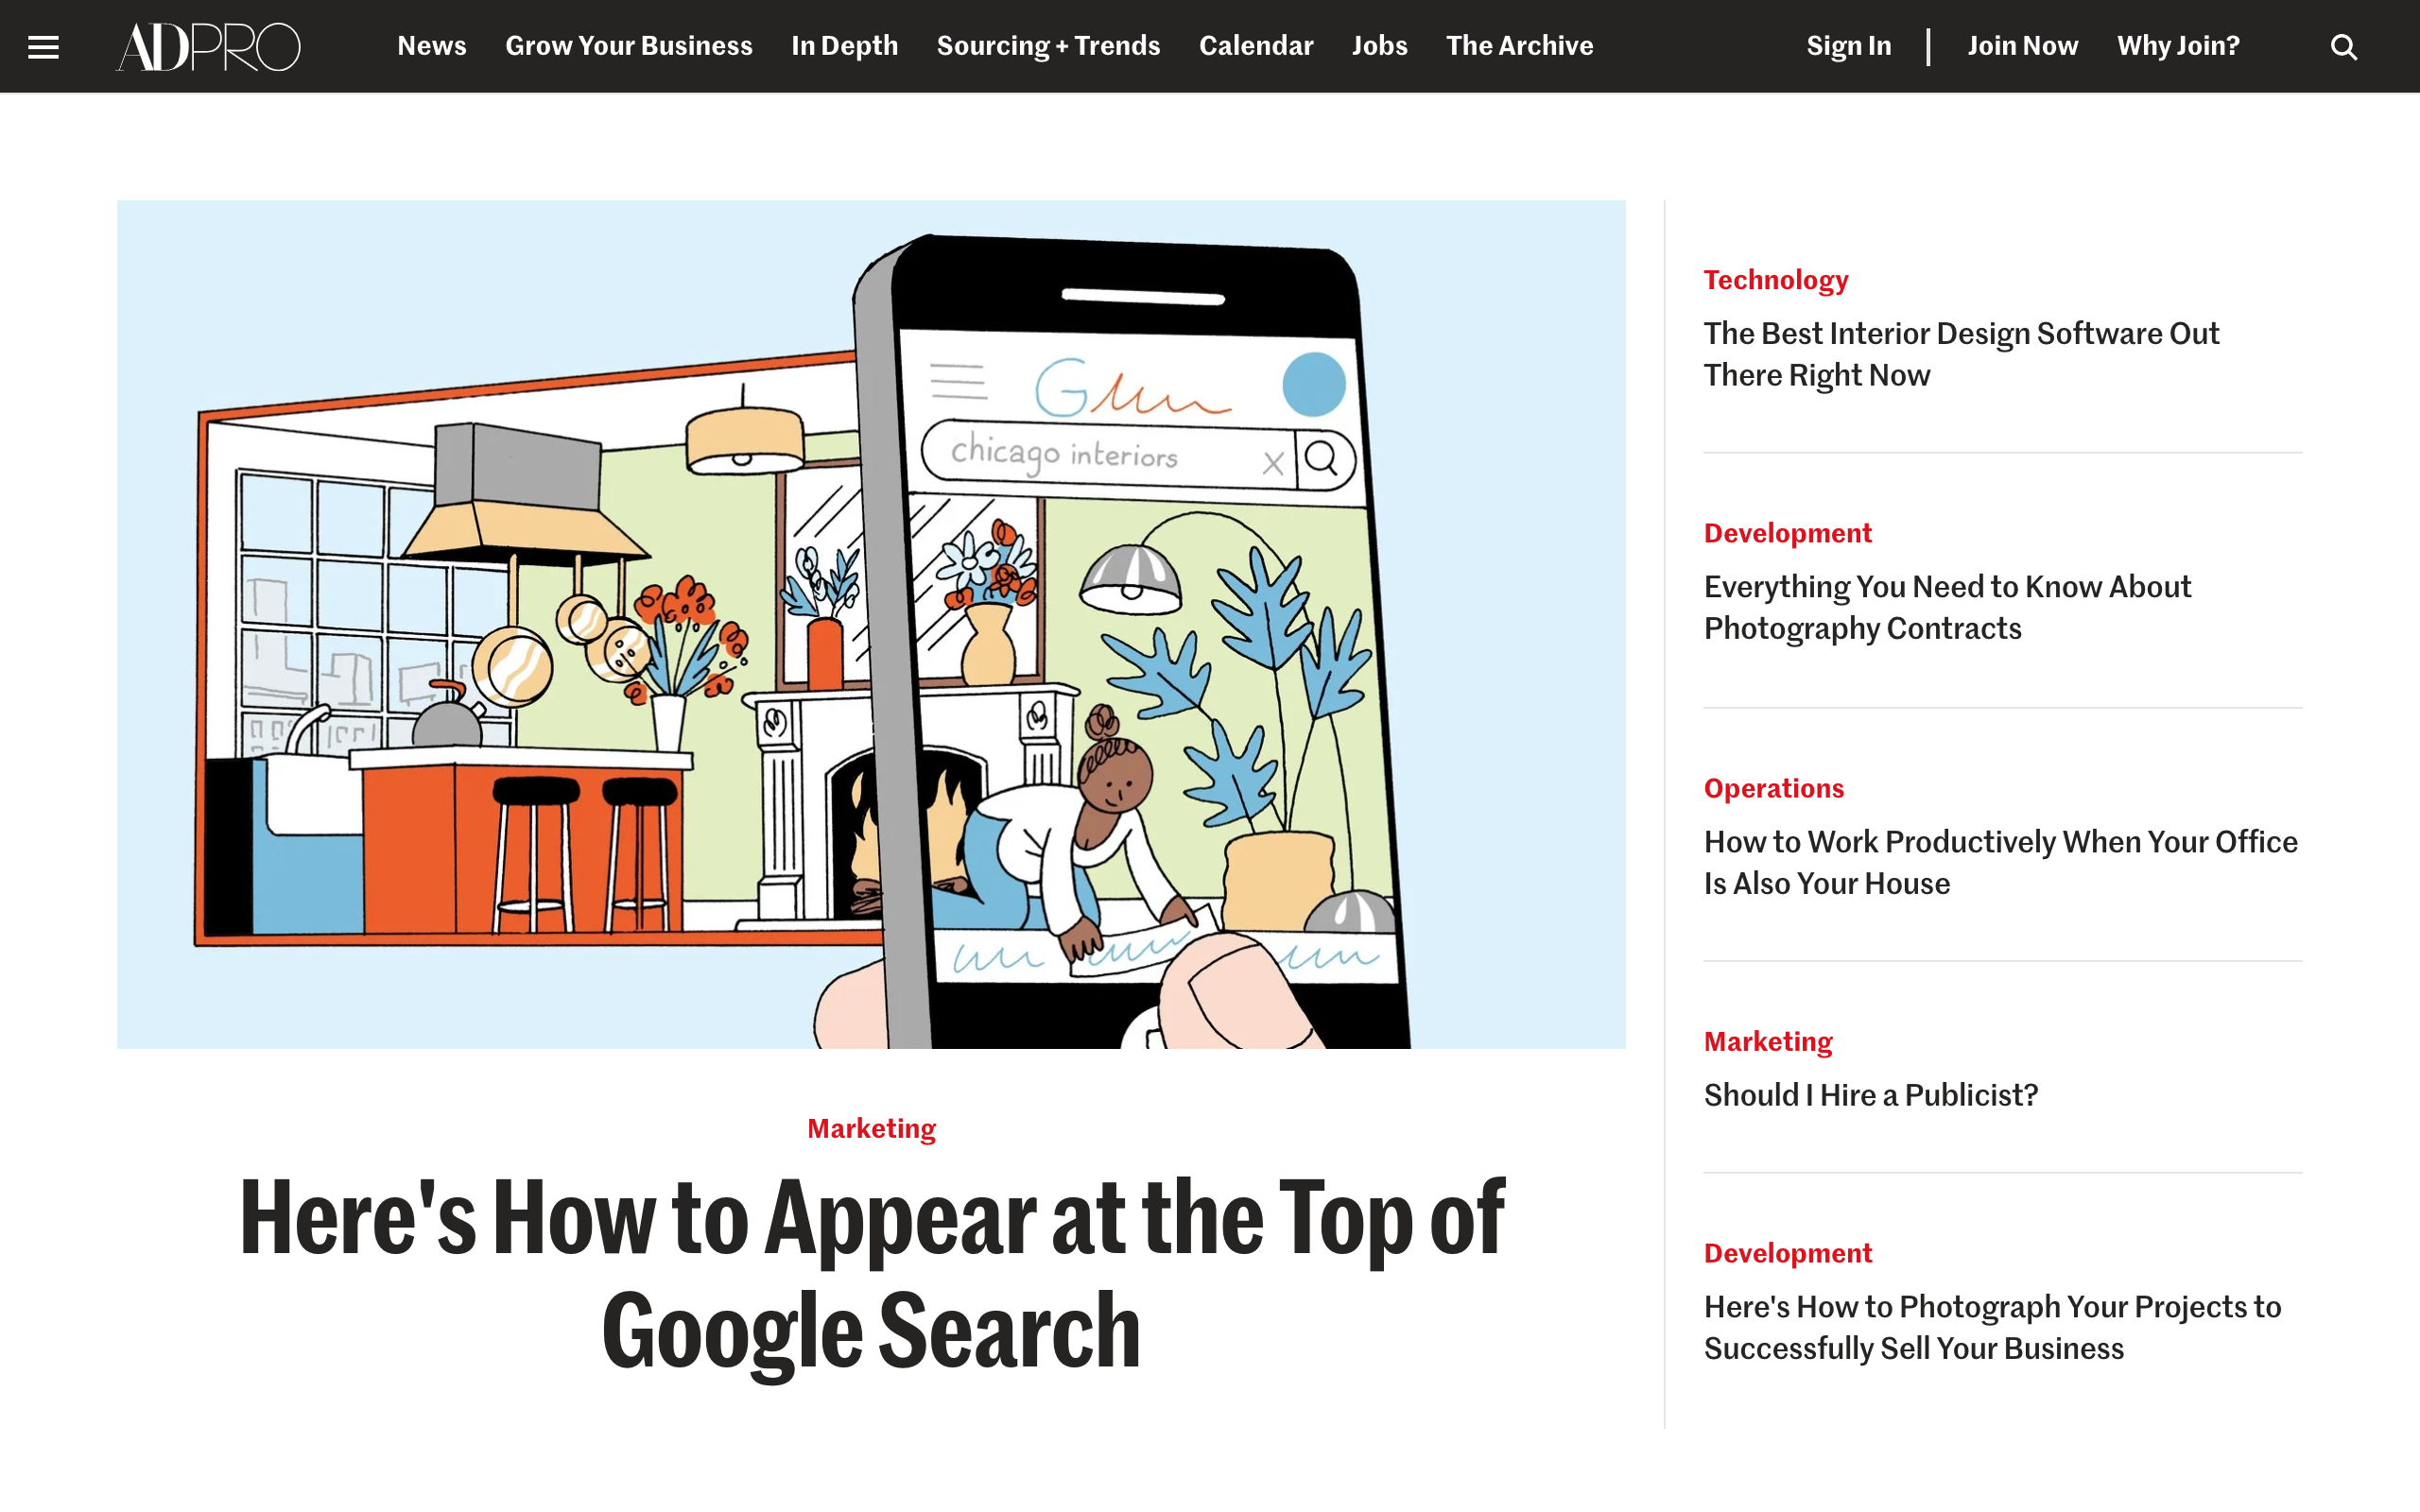 ADPRO
News
Grow Your Business
In Depth
Sourcing + Trends
Calendar
Jobs
The Archive
Sign In
Join Now
Why Join?
chicago interiors
X
Marketing
Here's How to Appear at the Top of
Google Search
Technology
The Best Interior Design Software Out
There Right Now
Development
Everything You Need to Know About
Photography Contracts
Operations
How to Work Productively When Your Office
Is Also Your House
Marketing
Should I Hire a Publicist?
Development
Here's How to Photograph Your Projects to
Successfully Sell Your Business